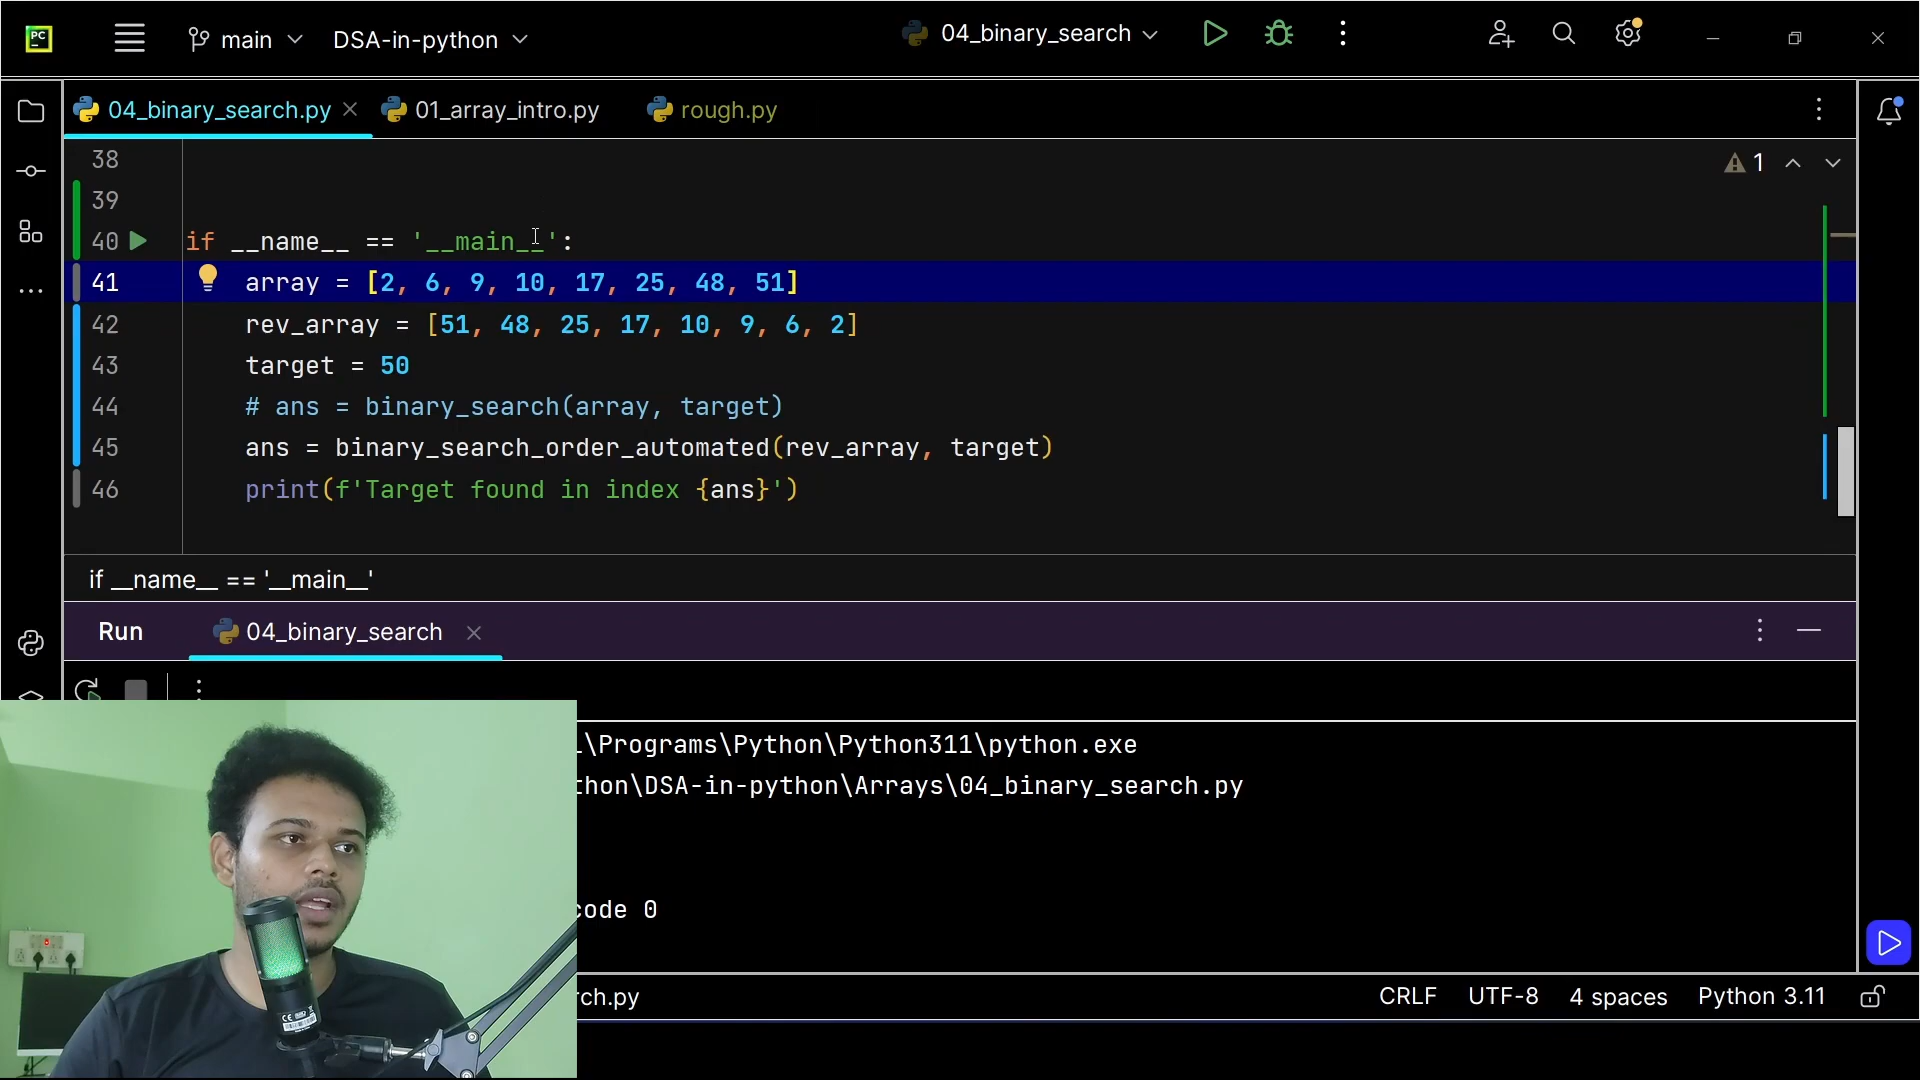 PC
main
DSA-in-python
04_binary_search
04_binary_search.py
01_array_intro.py
rough.py
38
1
39
40 if __name__ == '__main__':
41 array = [2, 6, 9, 10, 17, 25, 48, 51]
42 rev_array = [51, 48, 25, 17, 10, 9, 6, 2]
43 target = 50
44 # ans = binary_search(array, target)
45 ans = binary_search_order_automated(rev_array, target)
46 print(f'Target found in index {ans}')
if __name__ == '__main__'
Run
04_binary_search
\Programs\Python\Python311\python.exe
thon\DSA-in-python\Arrays\04_binary_search.py
code 0
rch.py
CRLF
UTF-8
4 spaces
Python 3.11